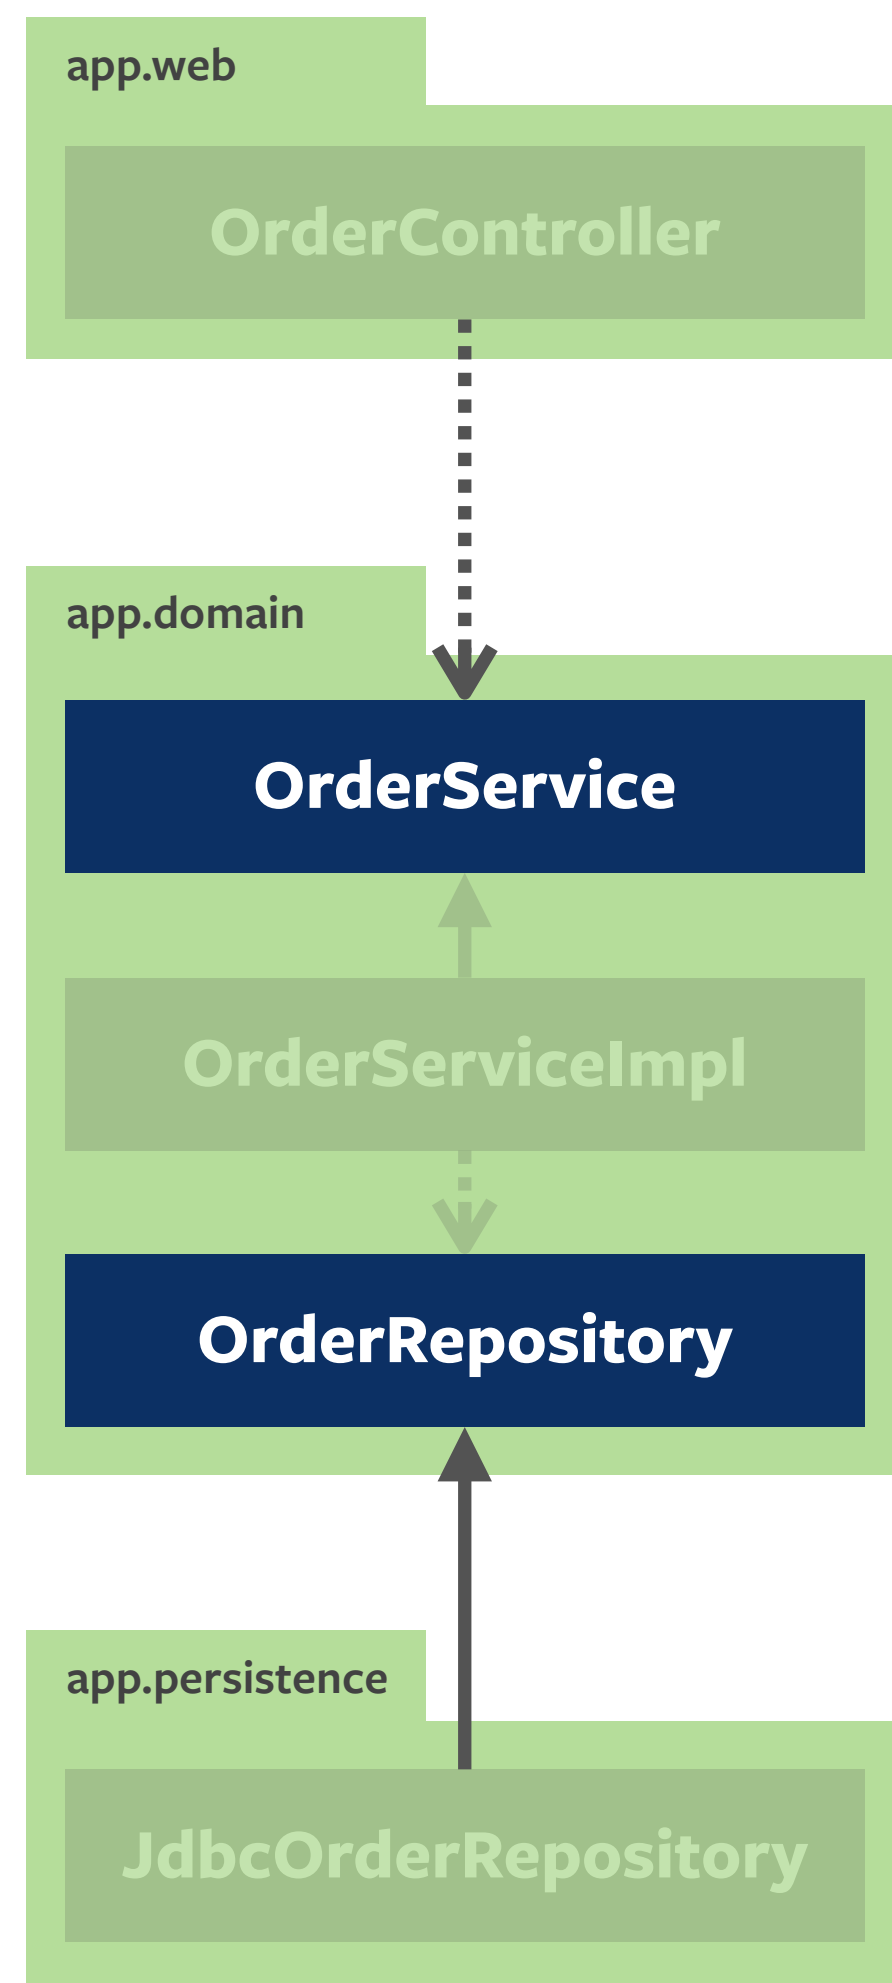 app.web
OrderController
app.domain
OrderService
OrderServiceImpl
OrderRepository
app.persistence
JdbcOrderRepository